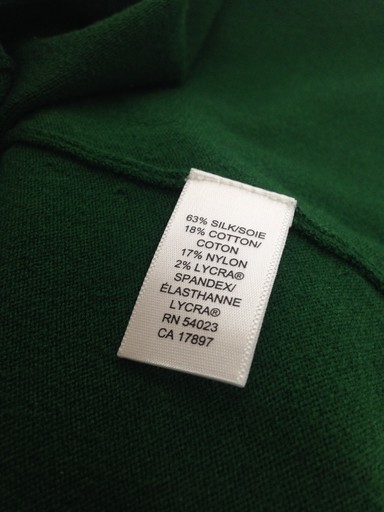 63% SILK/SOIE
18% COTTON/
COTON
17% NYLON
2% LYCRA®
SPANDEX/
ÉLASTHANNE
LYCRA®
RN 54023
CA 17897